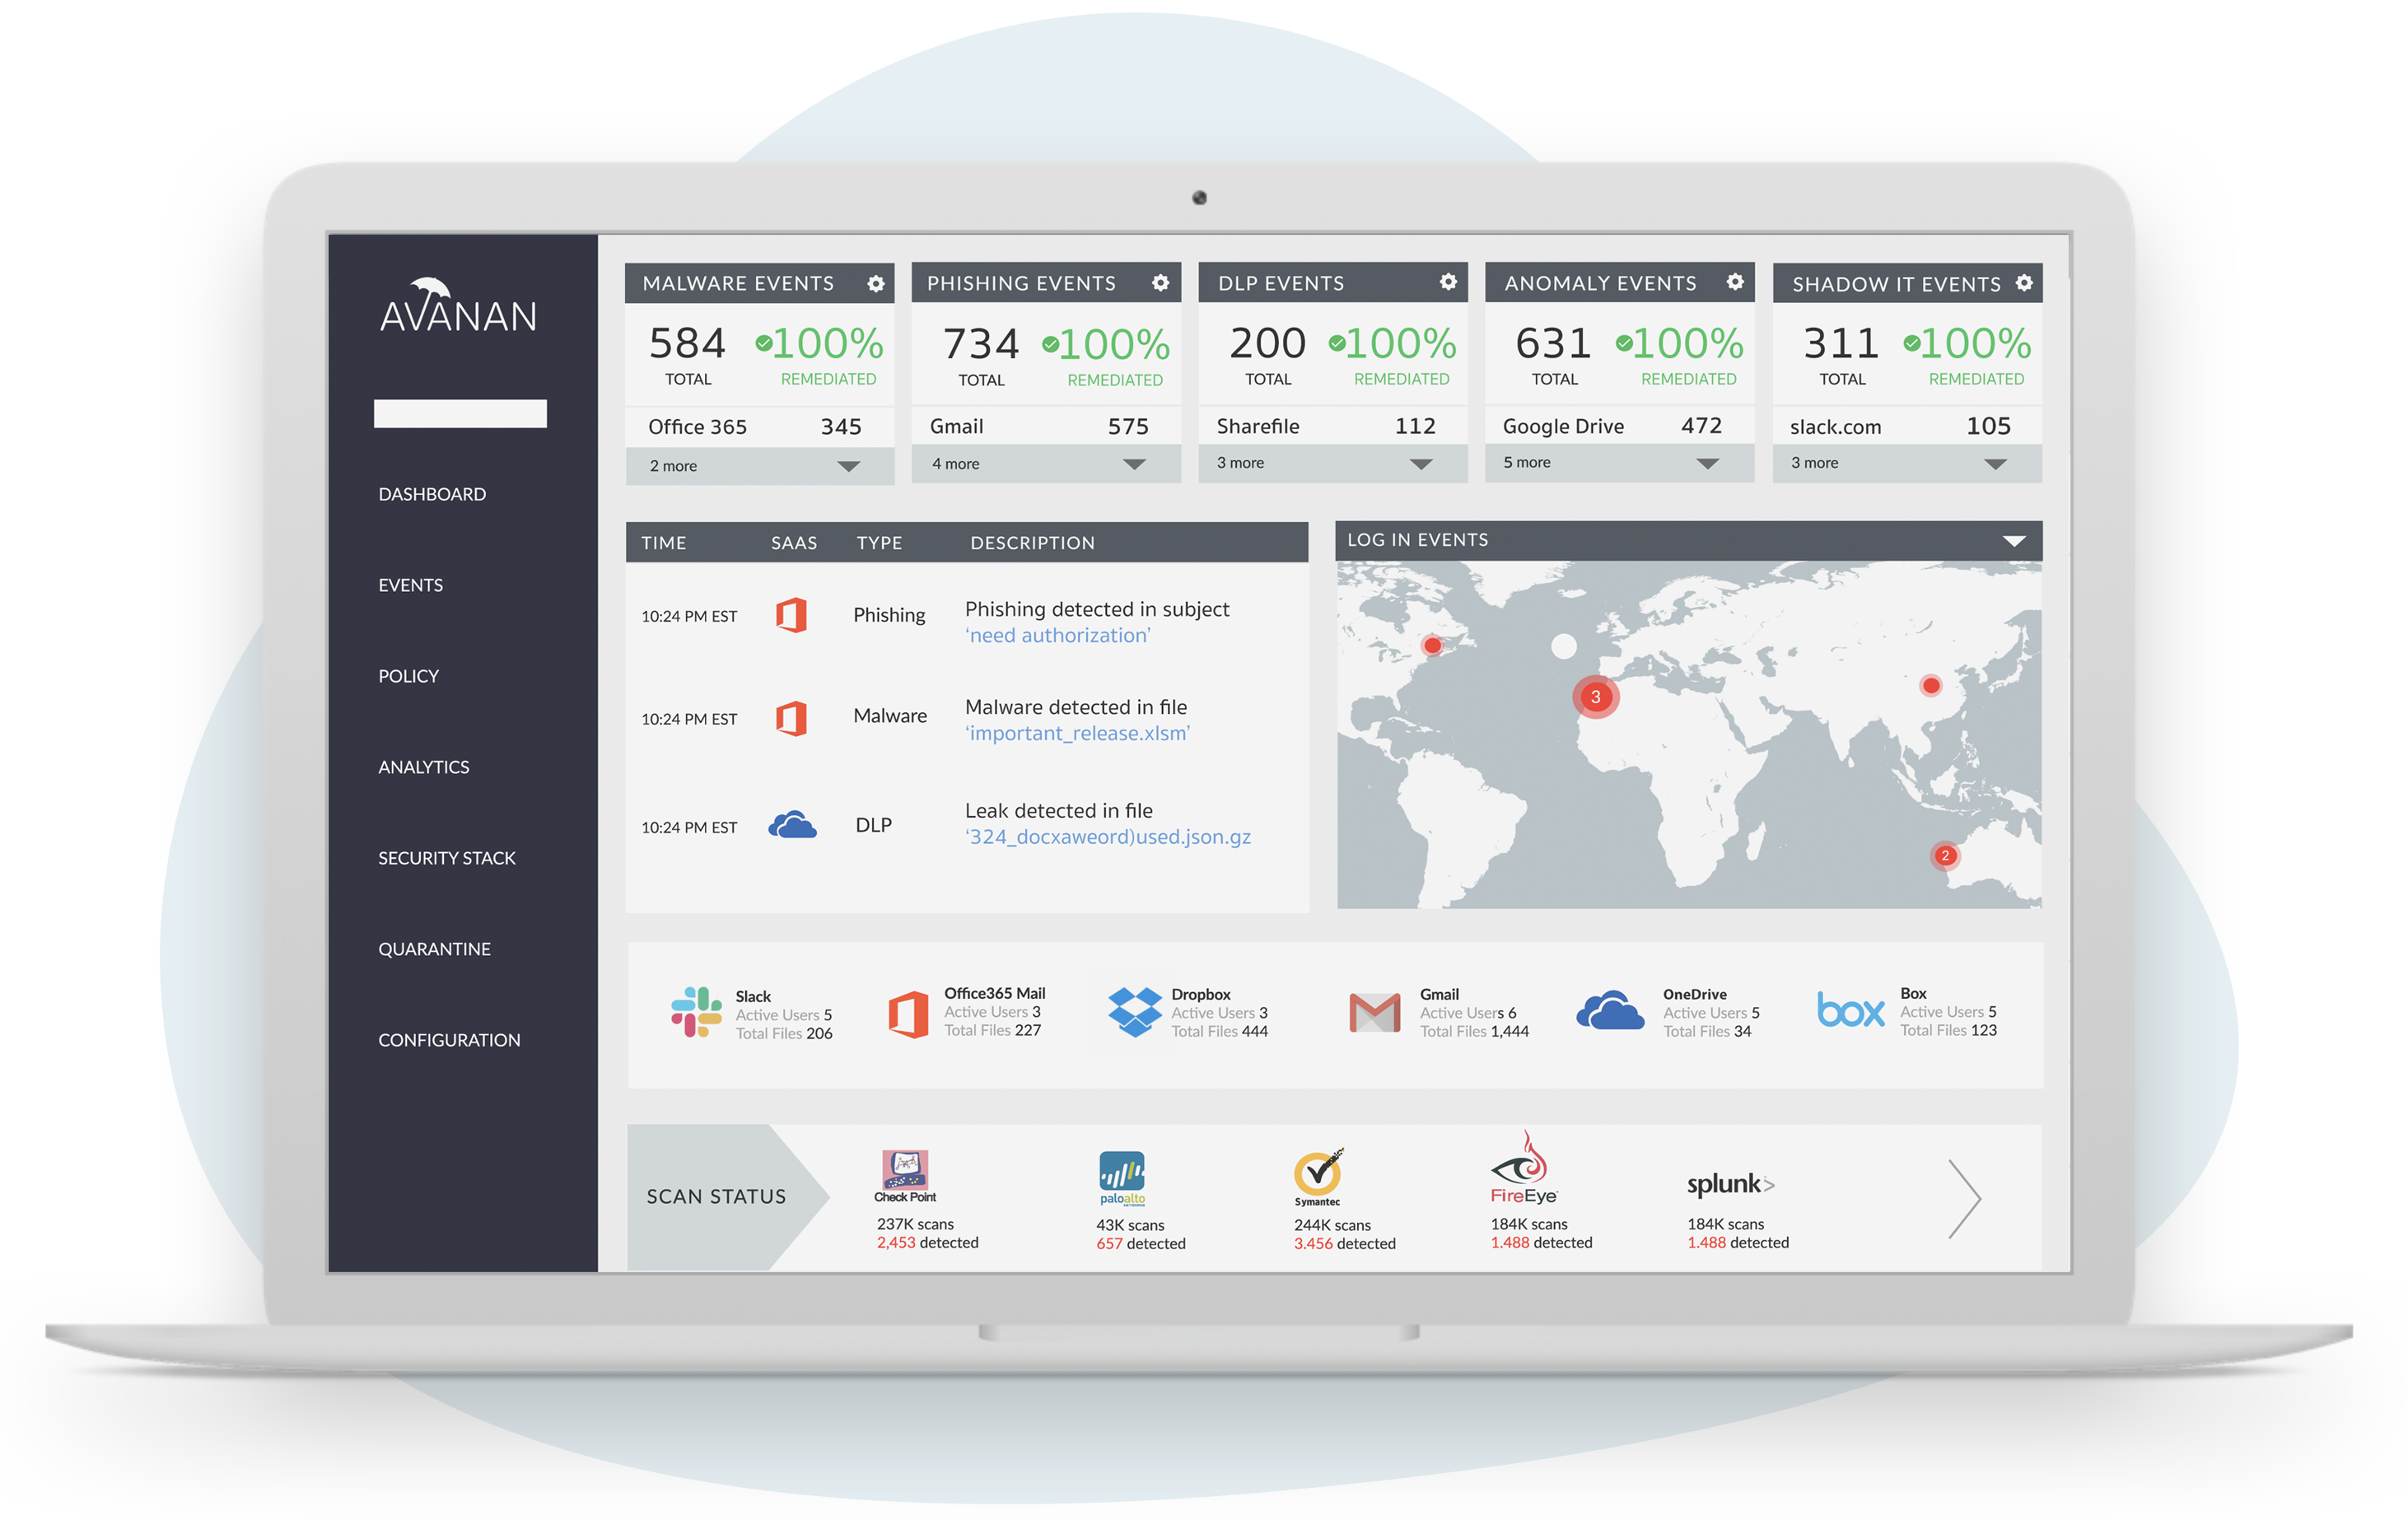 AVANAN
DASHBOARD
EVENTS
POLICY
ANALYTICS
SECURITY STACK
QUARANTINE
CONFIGURATION
MALWARE EVENTS
584 100%
TOTAL REMEDIATED
Office 365 345
2 more
PHISHING EVENTS
734 100%
TOTAL REMEDIATED
Gmail 575
4 more
DLP EVENTS
200 100%
TOTAL REMEDIATED
Sharefile 112
3 more
ANOMALY EVENTS
631 100%
TOTAL REMEDIATED
Google Drive 472
5 more
SHADOW IT EVENTS
311 100%
TOTAL REMEDIATED
slack.com 105
3 more
TIME SAAS TYPE DESCRIPTION
10:24 PM EST Phishing Phishing detected in subject
‘need authorization’
10:24 PM EST Malware Malware detected in file
‘important_release.xlsm’
10:24 PM EST DLP Leak detected in file
‘324_docxaweord)used.json.gz
LOG IN EVENTS
3
2
Slack
Active Users 5
Total Files 206
Office365 Mail
Active Users 3
Total Files 227
Dropbox
Active Users 3
Total Files 444
Gmail
Active Users 6
Total Files 1,444
OneDrive
Active Users 5
Total Files 34
box
Box
Active Users 5
Total Files 123
SCAN STATUS
Check Point
237K scans
2,453 detected
paloalto
NETWORKS
43K scans
657 detected
Symantec
244K scans
3.456 detected
FireEye
184K scans
1.488 detected
splunk>
184K scans
1.488 detected